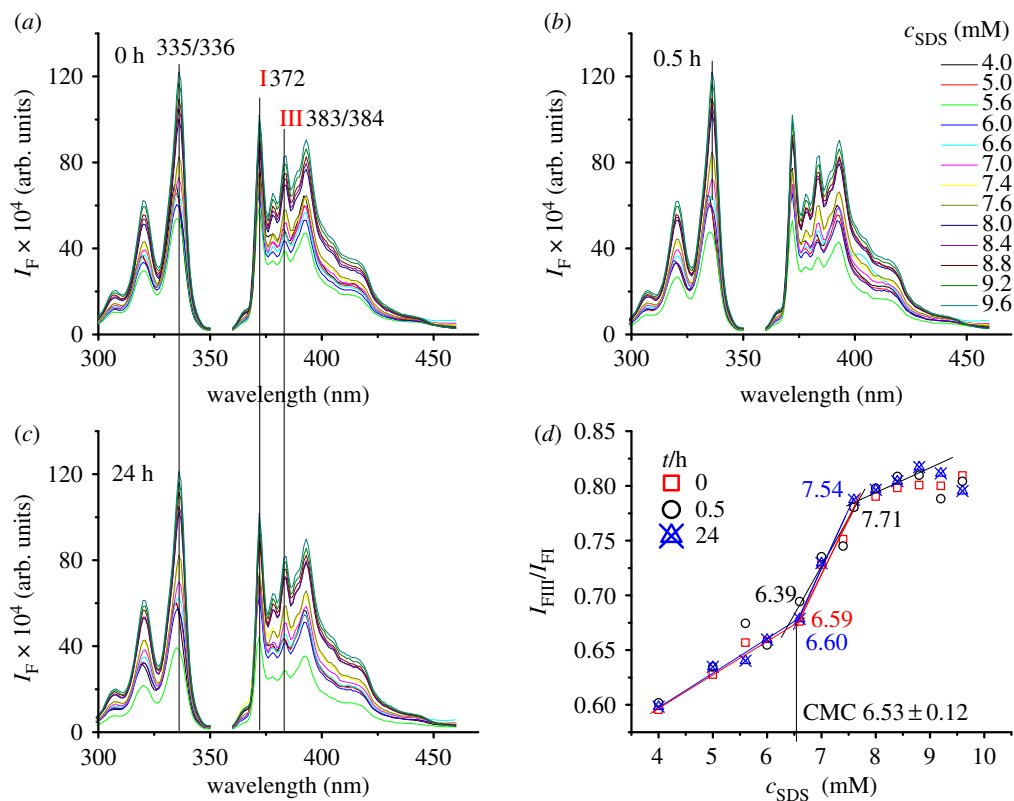 (a)
0 h
335/336
I 372
III 383/384
120
80
40
0
I_F × 10^4 (arb. units)
300 350 400 450
wavelength (nm)
(b)
0.5 h
c_SDS (mM)
4.0
5.0
5.6
6.0
6.6
7.0
7.4
7.6
8.0
8.4
8.8
9.2
9.6
120
80
40
0
I_F × 10^4 (arb. units)
300 350 400 450
wavelength (nm)
(c)
24 h
120
80
40
0
I_F × 10^4 (arb. units)
300 350 400 450
wavelength (nm)
(d)
t/h
0
0.5
24
0.85
0.80
0.75
0.70
0.65
0.60
I_FIII/I_FI
7.54
7.71
6.39
6.59
6.60
CMC 6.53 ± 0.12
4 5 6 7 8 9 10
c_SDS (mM)